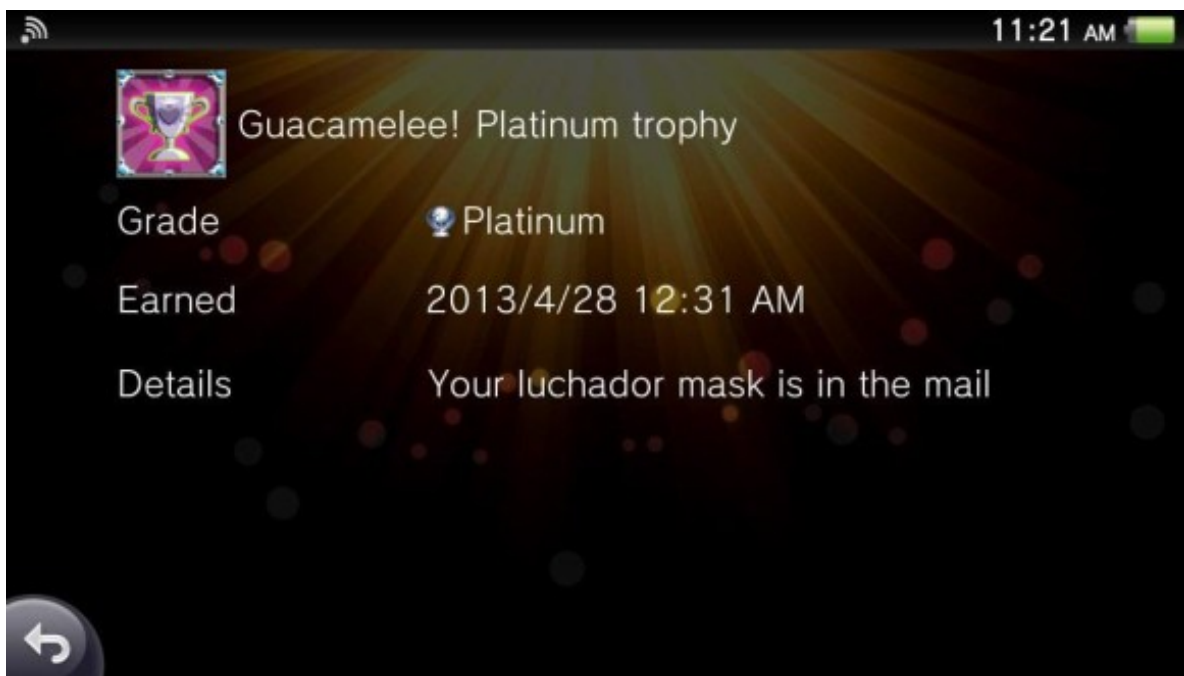 11:21 AM
Guacamelee! Platinum trophy
Grade Platinum
Earned 2013/4/28 12:31 AM
Details Your luchador mask is in the mail